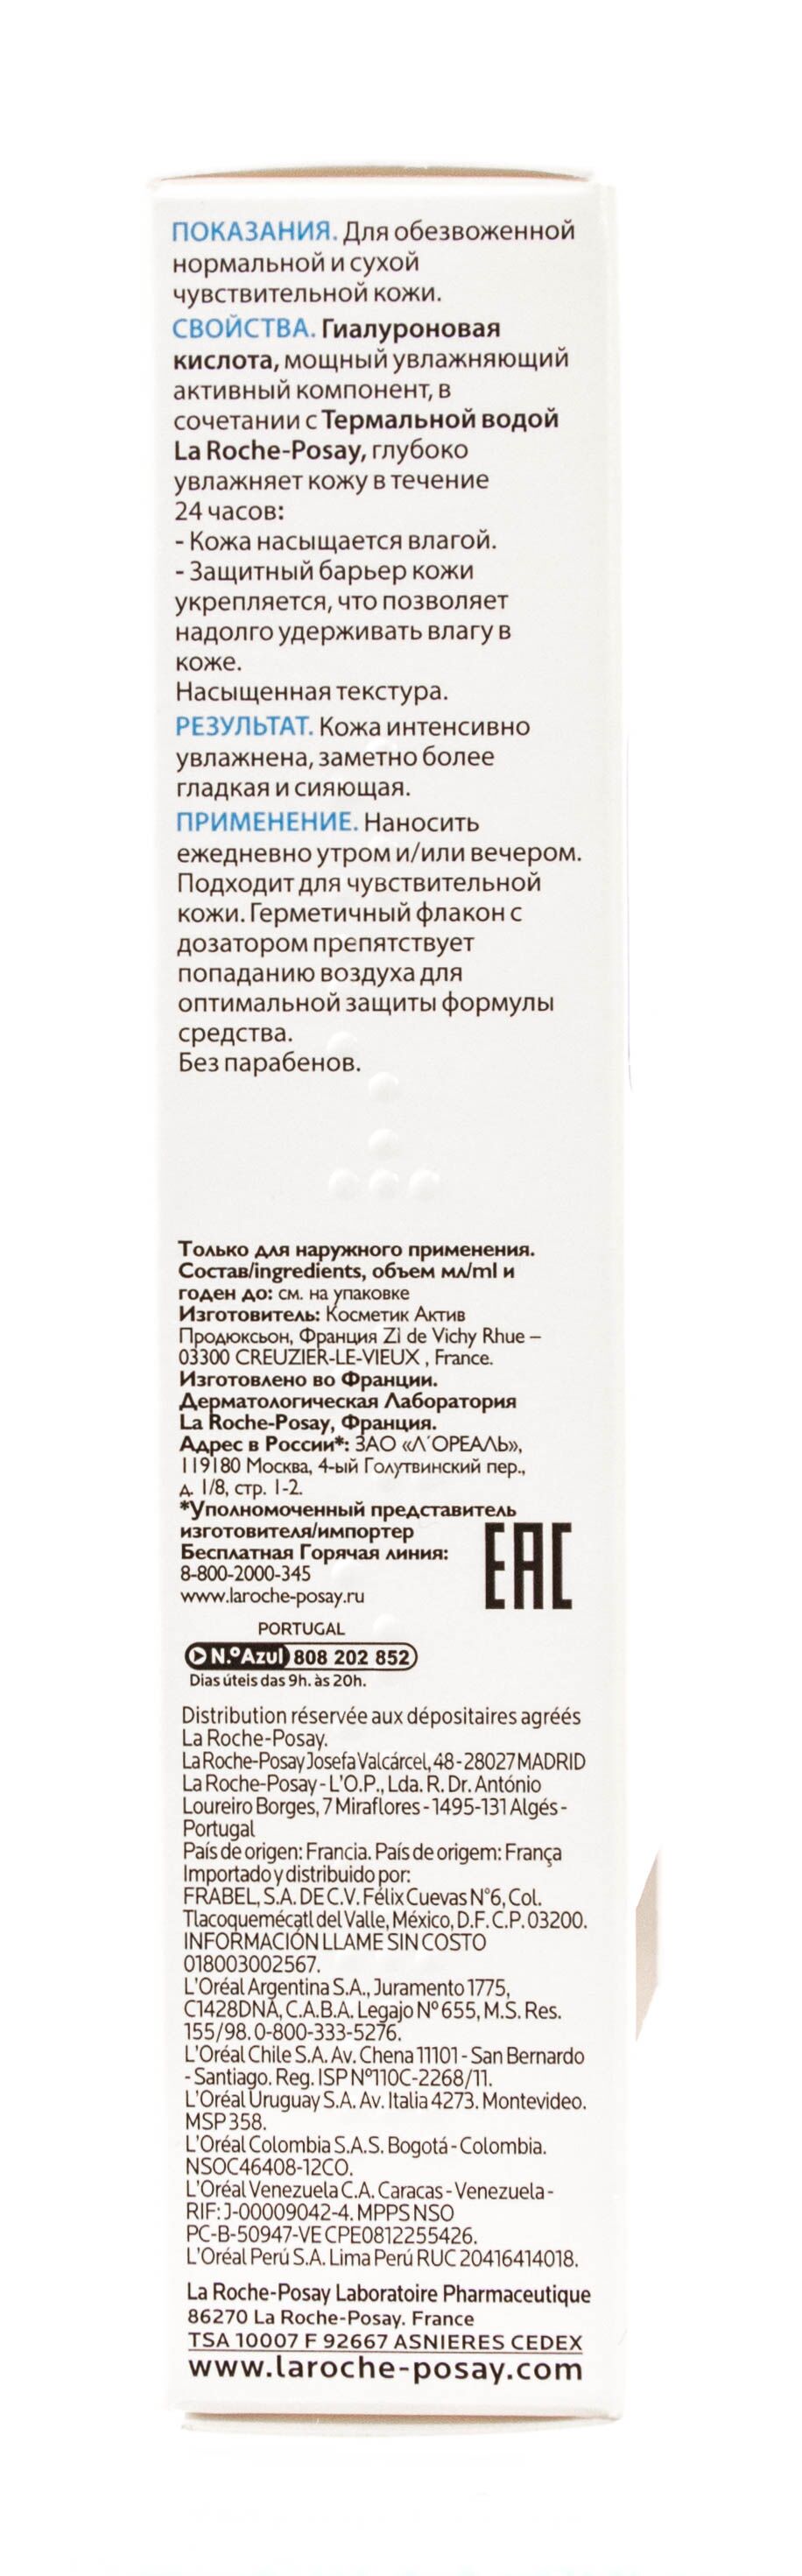 ПОКАЗАНИЯ. Для обезвоженной
нормальной и сухой
чувствительной кожи.
СВОЙСТВА. Гиалуроновая
кислота, мощный увлажняющий
активный компонент, в
сочетании с Термальной водой
La Roche-Posay, глубоко
увлажняет кожу в течение
24 часов:
- Кожа насыщается влагой.
- Защитный барьер кожи
укрепляется, что позволяет
надолго удерживать влагу в
коже.
Насыщенная текстура.
РЕЗУЛЬТАТ. Кожа интенсивно
увлажнена, заметно более
гладкая и сияющая.
ПРИМЕНЕНИЕ. Наносить
ежедневно утром и/или вечером.
Подходит для чувствительной
кожи. Герметичный флакон с
дозатором препятствует
попаданию воздуха для
оптимальной защиты формулы
средства.
Без парабенов.
Только для наружного применения.
Состав/ingredients, объем мл/ml и
годен до: см. на упаковке
Изготовитель: Косметик Актив
Продюксьон, Франция Zi de Vichy Rhue –
03300 CREUZIER-LE-VIEUX , France.
Изготовлено во Франции.
Дерматологическая Лаборатория
La Roche-Posay, Франция.
Адрес в России*: ЗАО «Л'ОРЕАЛЬ»,
119180 Москва, 4-ый Голутвинский пер.,
д. 1/8, стр. 1-2.
*Уполномоченный представитель
изготовителя/импортер
Бесплатная Горячая линия:
8-800-2000-345
www.laroche-posay.ru
EAC
PORTUGAL
N.º Azul 808 202 852
Dias úteis das 9h. às 20h.
Distribution réservée aux dépositaires agréés
La Roche-Posay.
La Roche-Posay Josefa Valcárcel, 48 - 28027 MADRID
La Roche-Posay - L'O.P., Lda. R. Dr. António
Loureiro Borges, 7 Miraflores - 1495-131 Algés -
Portugal
País de origen: Francia. País de origem: França
Importado y distribuido por:
FRABEL, S.A. DE C.V. Félix Cuevas N°6, Col.
Tlacoquemécatl del Valle, México, D.F. C.P. 03200.
INFORMACIÓN LLAME SIN COSTO
018003002567.
L'Oréal Argentina S.A., Juramento 1775,
C1428DNA, C.A.B.A. Legajo Nº 655, M.S. Res.
155/98. 0-800-333-5276.
L'Oréal Chile S.A. Av. Chena 11101 - San Bernardo
- Santiago. Reg. ISP Nº110C-2268/11.
L'Oréal Uruguay S.A. Av. Italia 4273. Montevideo.
MSP 358.
L'Oréal Colombia S.A.S. Bogotá - Colombia.
NSOC46408-12CO.
L'Oréal Venezuela C.A. Caracas - Venezuela -
RIF: J-00009042-4. MPPS NSO
PC-B-50947-VE CPE0812255426.
L'Oréal Perú S.A. Lima Perú RUC 20416414018.
La Roche-Posay Laboratoire Pharmaceutique
86270 La Roche-Posay. France
TSA 10007 F 92667 ASNIERES CEDEX
www.laroche-posay.com